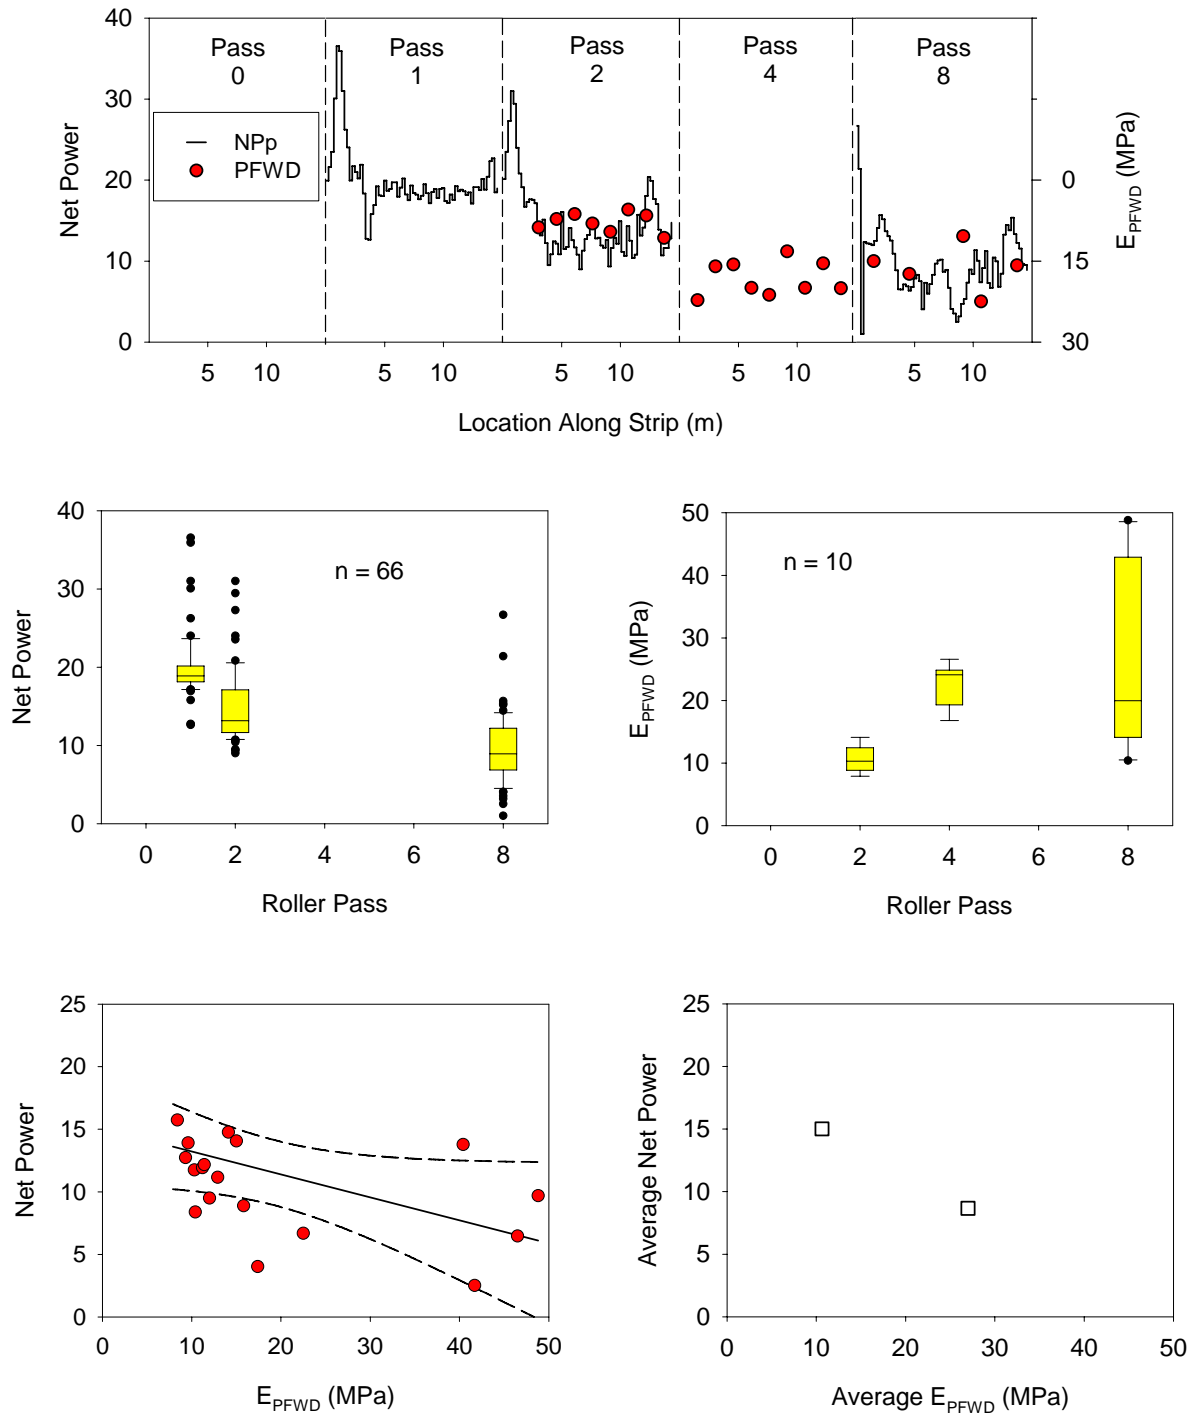 40
30
20
10
0
Net Power
Pass
0
Pass
1
Pass
2
Pass
4
Pass
8
NPp
PFWD
0
15
30
E_PFWD (MPa)
5 10 5 10 5 10 5 10 5 10
Location Along Strip (m)
40
30
20
10
0
Net Power
n = 66
0 2 4 6 8
Roller Pass
50
40
30
20
10
0
E_PFWD (MPa)
n = 10
0 2 4 6 8
Roller Pass
25
20
15
10
5
0
Net Power
0 10 20 30 40 50
E_PFWD (MPa)
25
20
15
10
5
0
Average Net Power
0 10 20 30 40 50
Average E_PFWD (MPa)